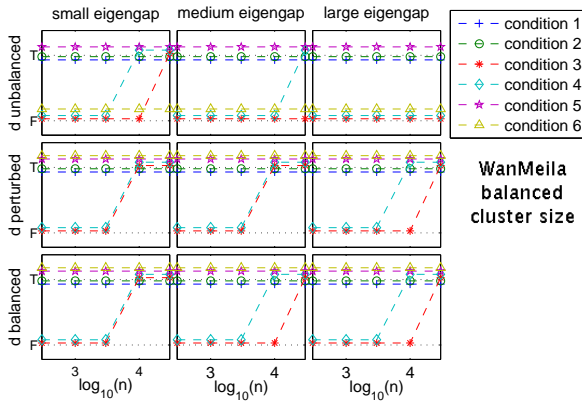 small eigengap medium eigengap large eigengap
d unbalanced
T
F
d perturbed
T
F
d balanced
T
F
3 4 3 4 3 4
log10(n) log10(n) log10(n)
condition 1
condition 2
condition 3
condition 4
condition 5
condition 6
WanMeila
balanced
cluster size